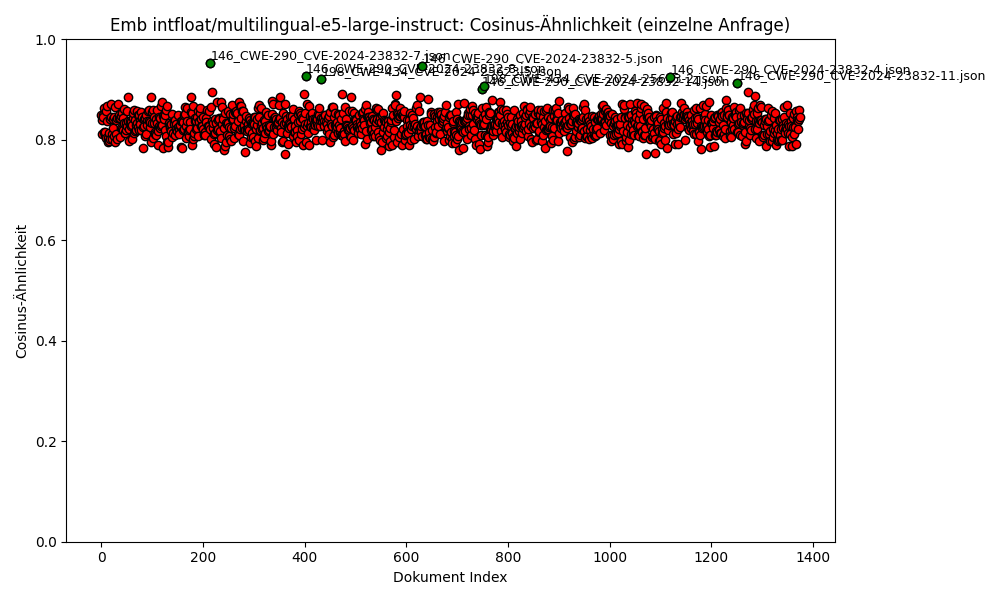 Emb intfloat/multilingual-e5-large-instruct: Cosinus-Ähnlichkeit (einzelne Anfrage)
1.0
146_CWE-290_CVE-2024-23832-7.json
146_CWE-290_CVE-2024-23832-5.json
146_CWE-290_CVE-2024-23832-4.json
146_CWE-290_CVE-2024-23832-11.json
146_CWE-290_CVE-2024-23832-14.json
0.8
0.6
0.4
0.2
0.0
Cosinus-Ähnlichkeit
0 200 400 600 800 1000 1200 1400
Dokument Index